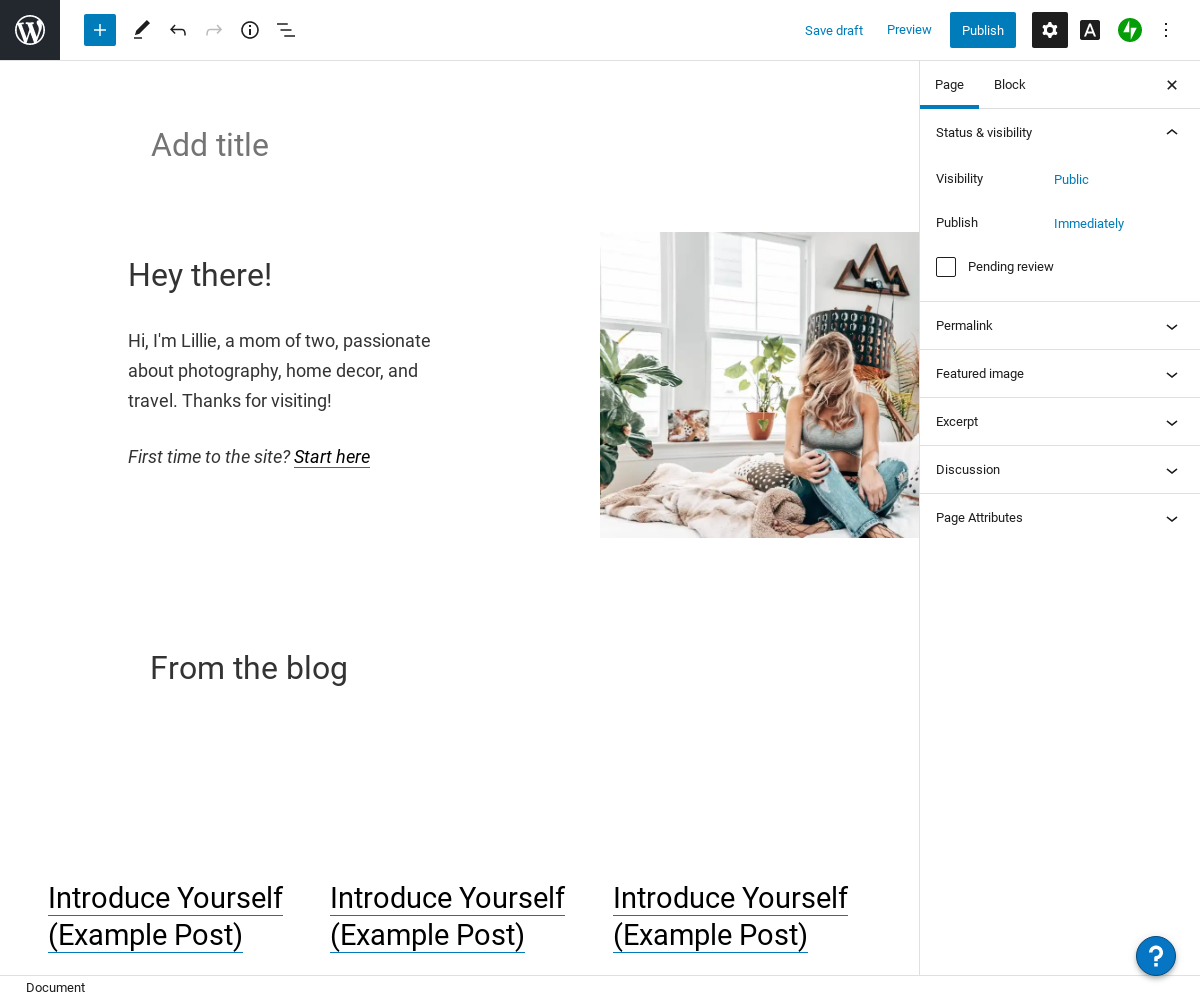 Save draft
Preview
Publish
A
Page
Block
Status & visibility
Visibility
Public
Publish
Immediately
Pending review
Permalink
Featured image
Excerpt
Discussion
Page Attributes
Add title
Hey there!
Hi, I'm Lillie, a mom of two, passionate
about photography, home decor, and
travel. Thanks for visiting!
First time to the site? Start here
From the blog
Introduce Yourself
(Example Post)
Introduce Yourself
(Example Post)
Introduce Yourself
(Example Post)
?
Document